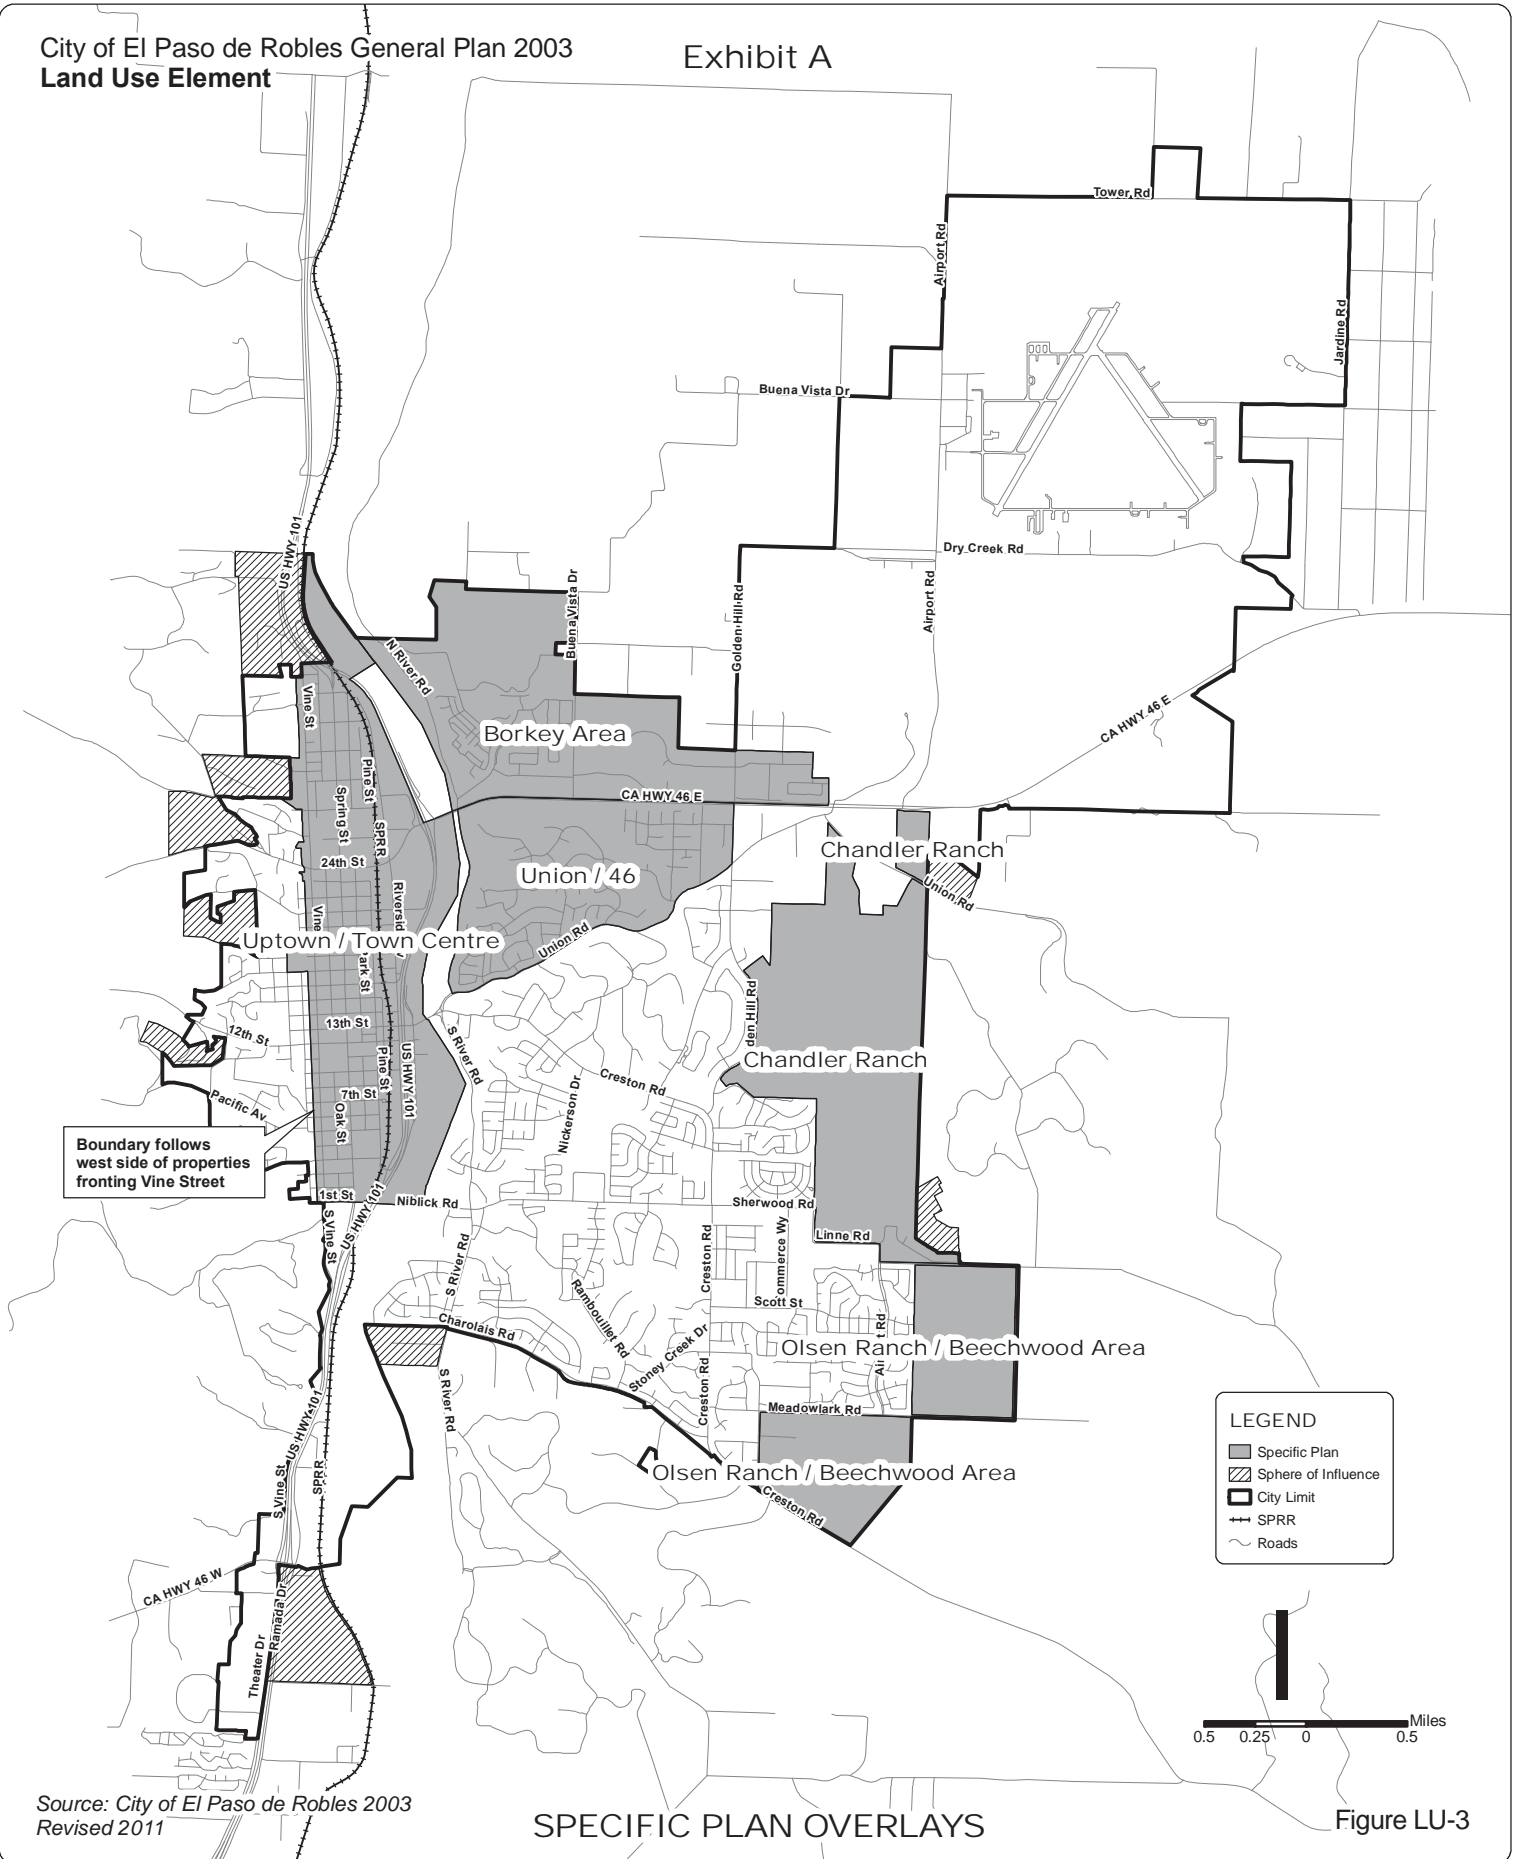 City of El Paso de Robles General Plan 2003
Land Use Element
Exhibit A
Tower Rd
Airport Rd
Jardine Rd
Buena Vista Dr
US HWY 101
Dry Creek Rd
Buena Vista Dr
Golden Hill Rd
Airport Rd
N River Rd
Vine St
CA HWY 46 E
Borkey Area
Pine St
Spring St
CA HWY 46 E
SPRR
24th St
Chandler Ranch
Union / 46
Union Rd
Vine
Uptown / Town Centre
Union Rd
13th St
12th St
den Hill Rd
S River Rd
Chandler Ranch
Pine St
US HWY 101
Creston Rd
Nickerson Dr
7th St
Oak St
Pacific Av
Boundary follows
west side of properties
fronting Vine Street
1st St
Niblick Rd
Sherwood Rd
S Vine St
US HWY 101
Linne Rd
S River Rd
Creston Rd
ommerce Wy
Scott St
Rambouillet Rd
Charolais Rd
Stoney Creek Dr
Olsen Ranch / Beechwood Area
S River Rd
Creston Rd
Meadowlark Rd
US HWY 101
SPRR
S Vine St
Olsen Ranch / Beechwood Area
Creston Rd
LEGEND
Specific Plan
Sphere of Influence
City Limit
SPRR
Roads
CA HWY 46 W
Ramada Dr
Theater Dr
Miles
0.5 0.25 0 0.5
Source: City of El Paso de Robles 2003
Revised 2011
SPECIFIC PLAN OVERLAYS
Figure LU-3